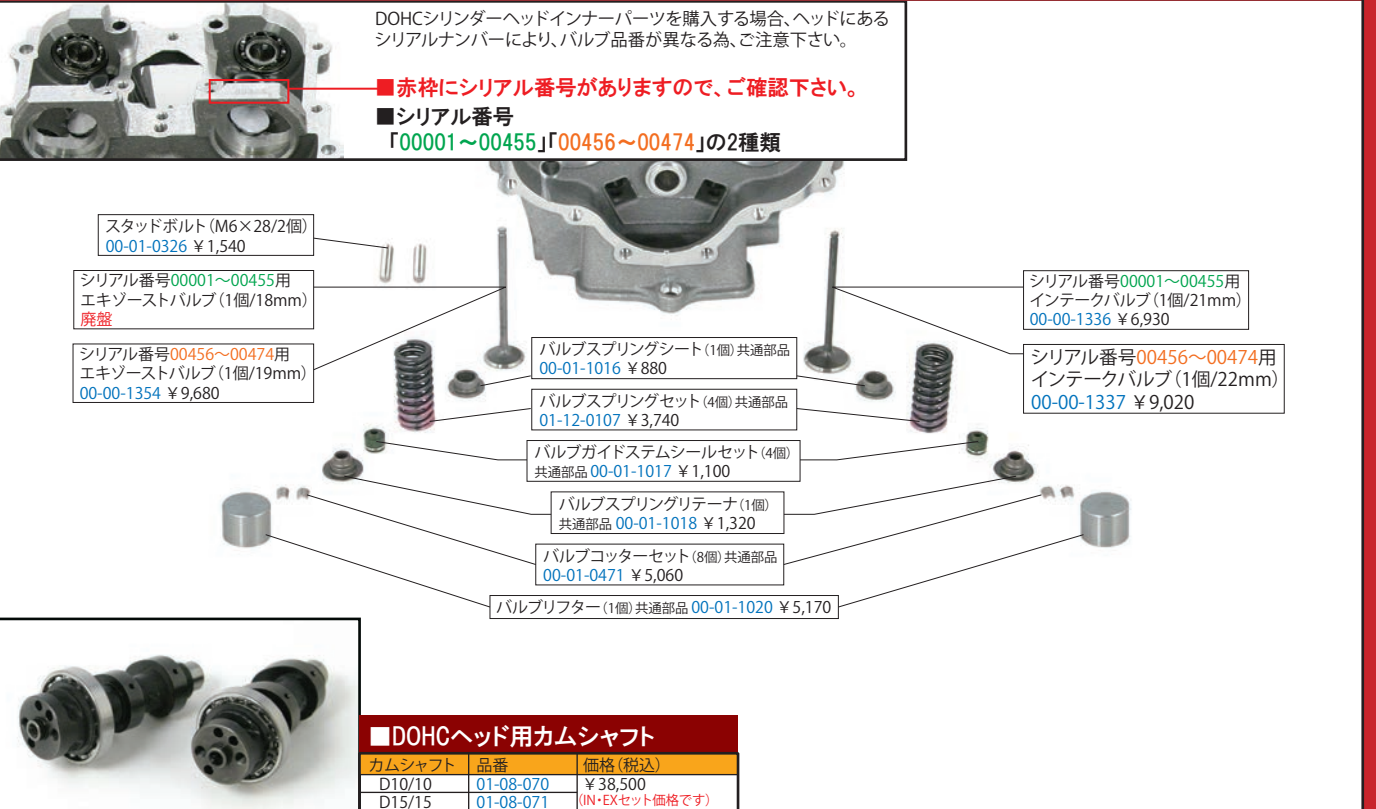 DOHCシリンダーヘッドインナーパーツを購入する場合、ヘッドにある
シリアルナンバーにより、バルブ品番が異なる為、ご注意下さい。
■赤枠にシリアル番号がありますので、ご確認下さい。
■シリアル番号
「00001～00455」「00456～00474」の2種類
スタッドボルト（M6×28/2個）
00-01-0326 ￥1,540
シリアル番号00001～00455用
エキゾーストバルブ（1個/18mm）
廃盤
シリアル番号00456～00474用
エキゾーストバルブ（1個/19mm）
00-00-1354 ￥9,680
シリアル番号00001～00455用
インテークバルブ（1個/21mm）
00-00-1336 ￥6,930
シリアル番号00456～00474用
インテークバルブ（1個/22mm）
00-00-1337 ￥9,020
バルブスプリングシート（1個）共通部品
00-01-1016 ￥880
バルブスプリングセット（4個）共通部品
01-12-0107 ￥3,740
バルブガイドステムシールセット（4個）
共通部品 00-01-1017 ￥1,100
バルブスプリングリテーナ（1個）
共通部品 00-01-1018 ￥1,320
バルブコッターセット（8個）共通部品
00-01-0471 ￥5,060
バルブリフター（1個）共通部品 00-01-1020 ￥5,170
■DOHCヘッド用カムシャフト
カムシャフト 品番 価格（税込）
D10/10 01-08-070 ￥38,500
D15/15 01-08-071 （IN・EXセット価格です）